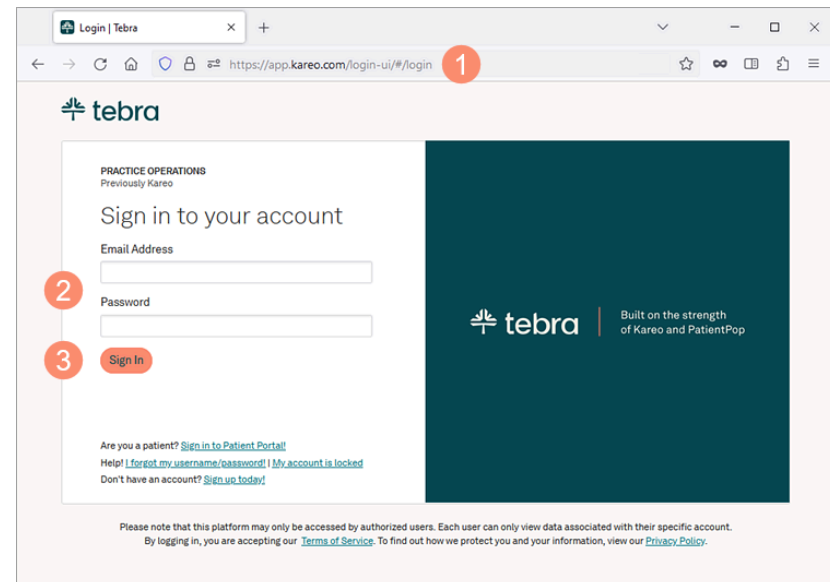 Login | Tebra
https://app.kareo.com/login-ui/#/login
1
tebra
PRACTICE OPERATIONS
Previously Kareo
Sign in to your account
Email Address
2
Password
3
Sign In
Are you a patient? Sign in to Patient Portal!
Help! I forgot my username/password! | My account is locked
Don't have an account? Sign up today!
tebra
Built on the strength
of Kareo and PatientPop
Please note that this platform may only be accessed by authorized users. Each user can only view data associated with their specific account.
By logging in, you are accepting our Terms of Service. To find out how we protect you and your information, view our Privacy Policy.